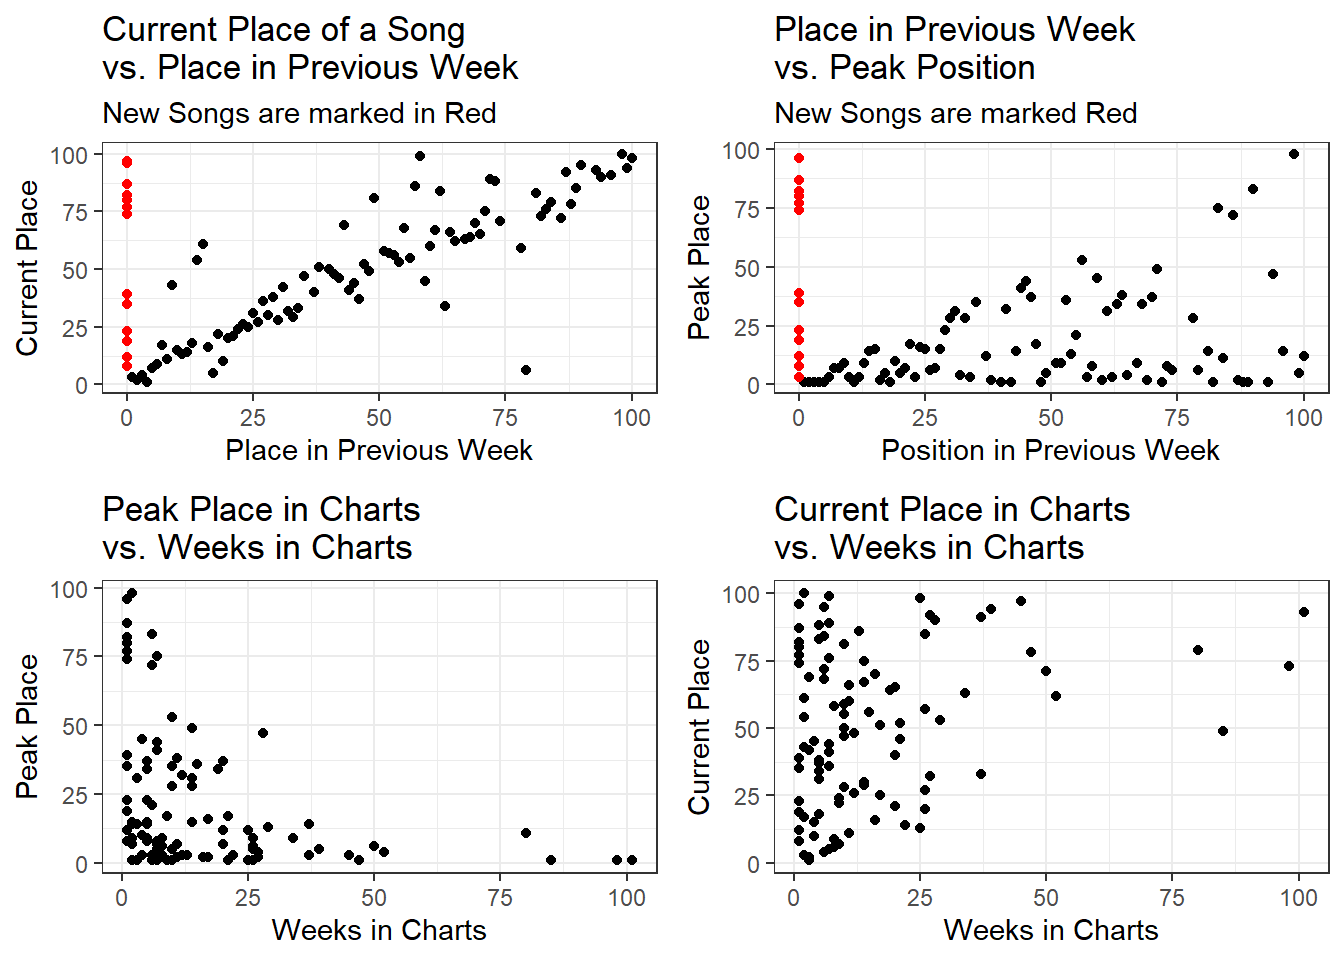 Current Place of a Song
vs. Place in Previous Week
New Songs are marked in Red
100
75
50
25
0
Current Place
0
25
50
75
100
Place in Previous Week
Place in Previous Week
vs. Peak Position
New Songs are marked Red
100
75
50
25
0
Peak Place
0
25
50
75
100
Position in Previous Week
Peak Place in Charts
vs. Weeks in Charts
100
75
50
25
0
Peak Place
0
25
50
75
100
Weeks in Charts
Current Place in Charts
vs. Weeks in Charts
100
75
50
25
0
Current Place
0
25
50
75
100
Weeks in Charts